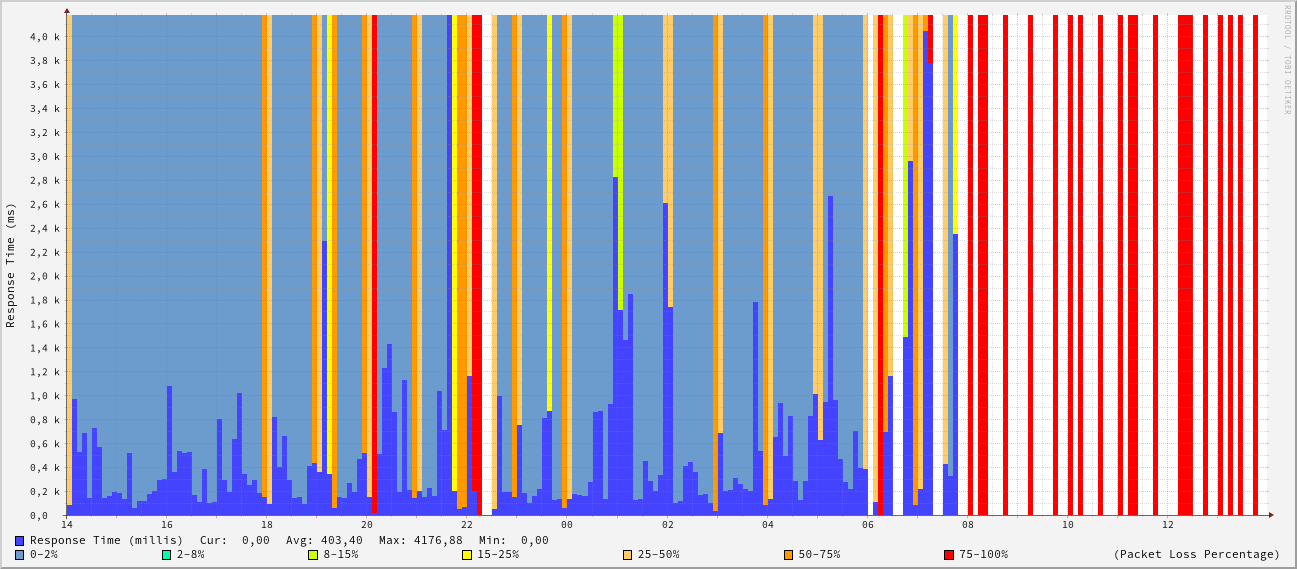 RRDTOOL / TOBI OETIKER
Response Time (ms)
4,0 k
3,8 k
3,6 k
3,4 k
3,2 k
3,0 k
2,8 k
2,6 k
2,4 k
2,2 k
2,0 k
1,8 k
1,6 k
1,4 k
1,2 k
1,0 k
0,8 k
0,6 k
0,4 k
0,2 k
0,0
14 16 18 20 22 00 02 04 06 08 10 12
Response Time (millis) Cur: 0,00 Avg: 403,40 Max: 4176,88 Min: 0,00
0-2% 2-8% 8-15% 15-25% 25-50% 50-75% 75-100% (Packet Loss Percentage)